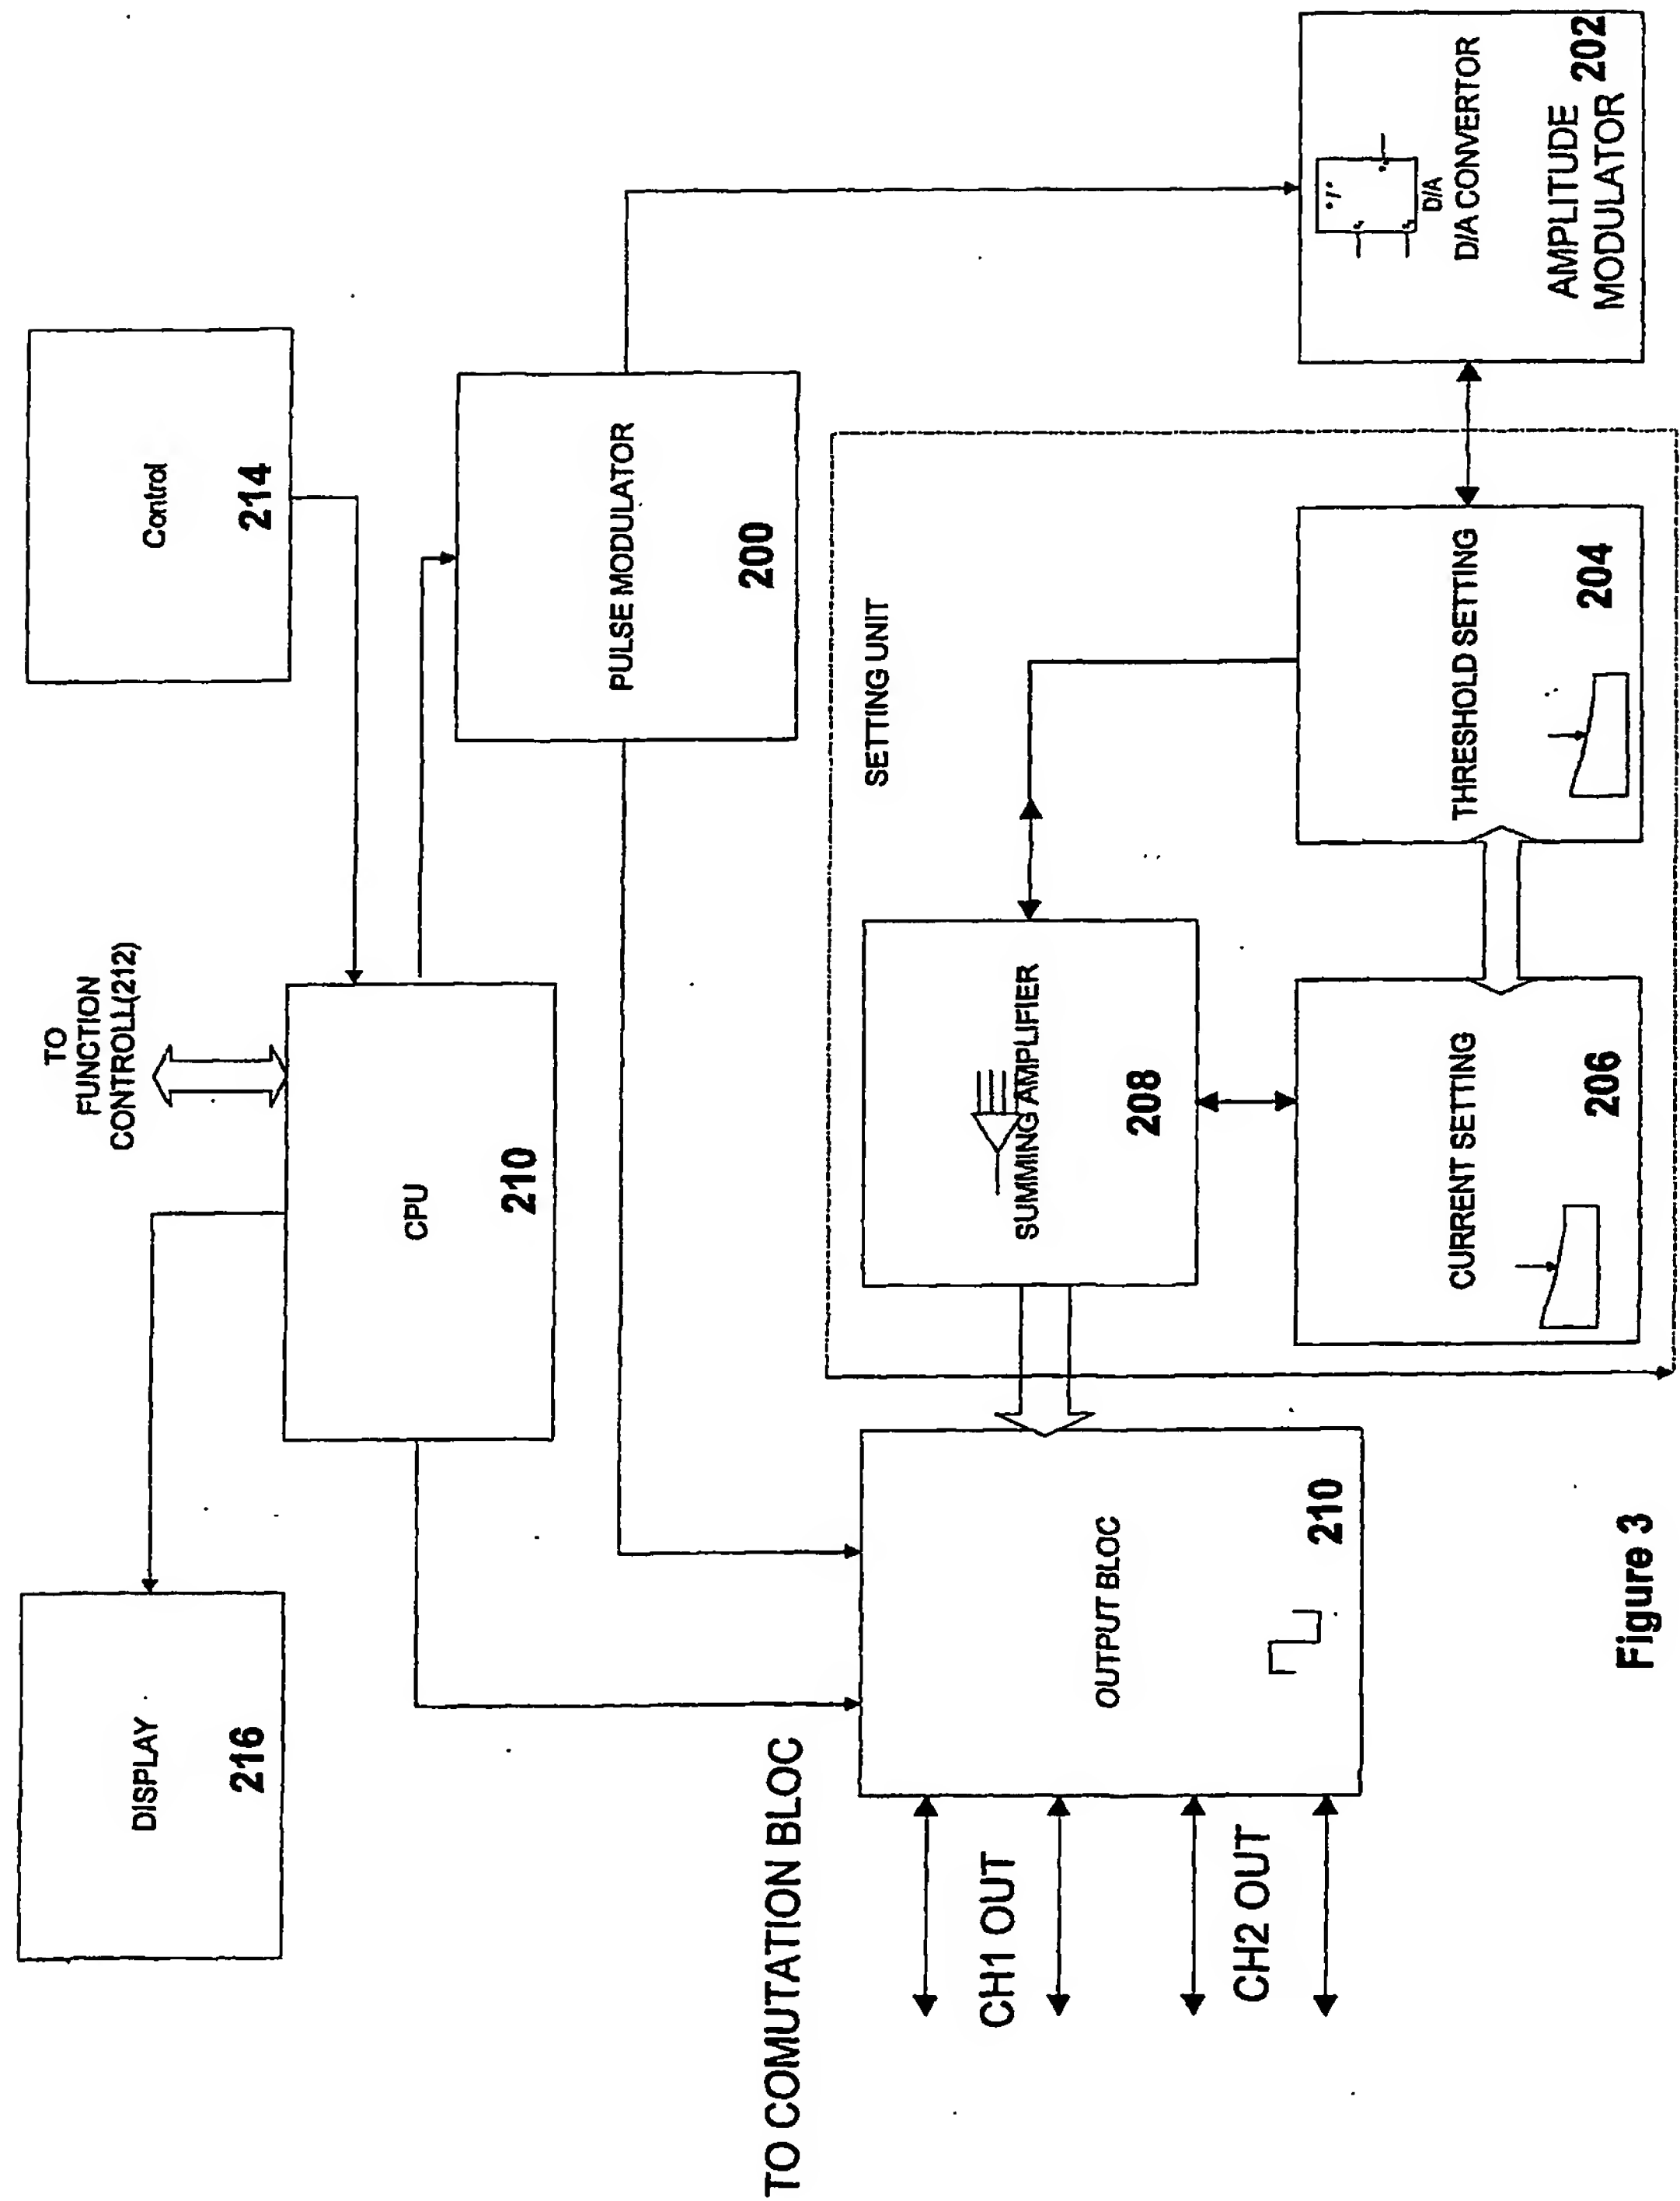 DISPLAY
216
TO
FUNCTION
CONTROLL(212)
CPU
210
Control
214
PULSE MODULATOR
200
TO COMUTATION BLOC
CH1 OUT
CH2 OUT
OUTPUT BLOC
210
SETTING UNIT
SUMMING AMPLIFIER
208
CURRENT SETTING
206
THRESHOLD SETTING
204
D/A
D/A CONVERTOR
AMPLITUDE
MODULATOR 202
Figure 3